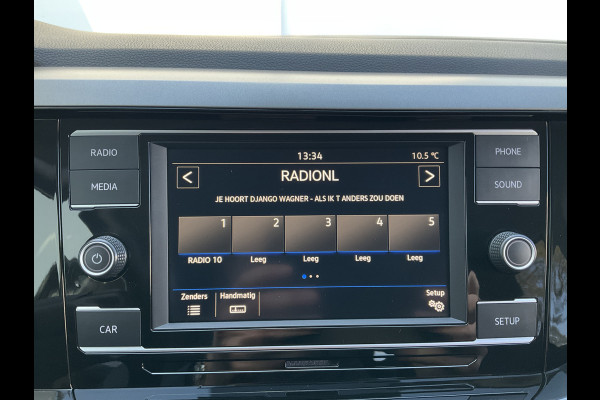 RADIO
MEDIA
CAR
13:34 10.5 °C
< RADIONL >
JE HOORT DJANGO WAGNER - ALS IK T ANDERS ZOU DOEN
1 2 3 4 5
RADIO 10 Leeg Leeg Leeg Leeg
Zenders Handmatig Setup
PHONE
SOUND
SETUP